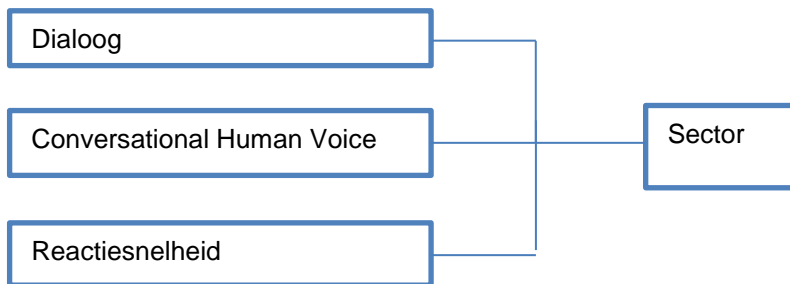 Dialoog
Conversational Human Voice
Sector
Reactiesnelheid